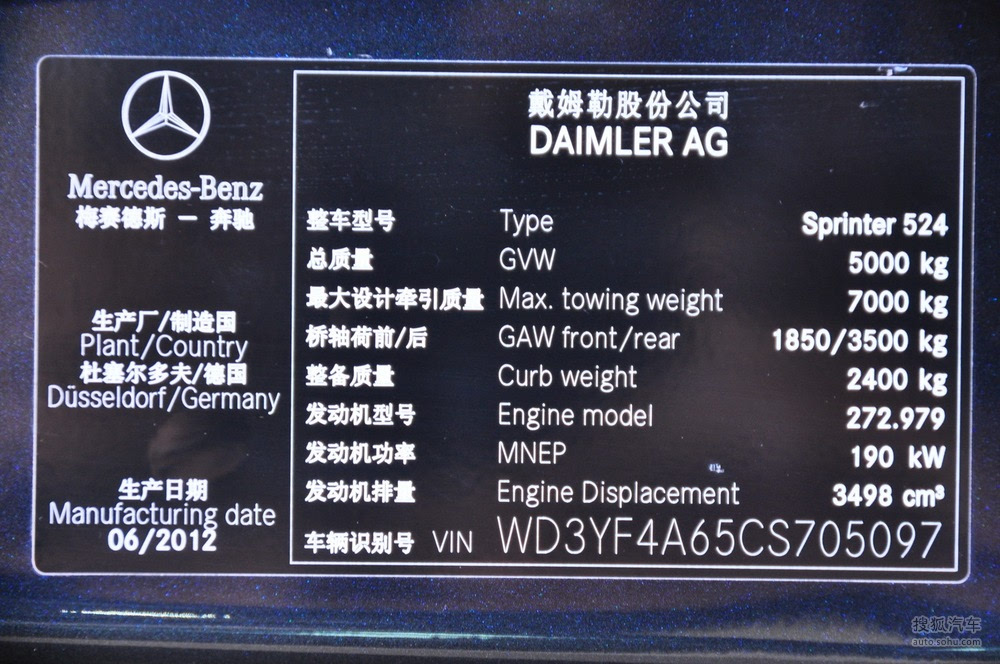 Mercedes-Benz
梅赛德斯 — 奔驰
生产厂/制造国
Plant/Country
杜塞尔多夫/德国
Düsseldorf/Germany
生产日期
Manufacturing date
06/2012
戴姆勒股份公司
DAIMLER AG
整车型号 Type Sprinter 524
总质量 GVW 5000 kg
最大设计牵引质量 Max. towing weight 7000 kg
桥轴荷前/后 GAW front/rear 1850/3500 kg
整备质量 Curb weight 2400 kg
发动机型号 Engine model 272.979
发动机功率 MNEP 190 kW
发动机排量 Engine Displacement 3498 cm³
车辆识别号 VIN WD3YF4A65CS705097
搜狐汽车
auto.sohu.com